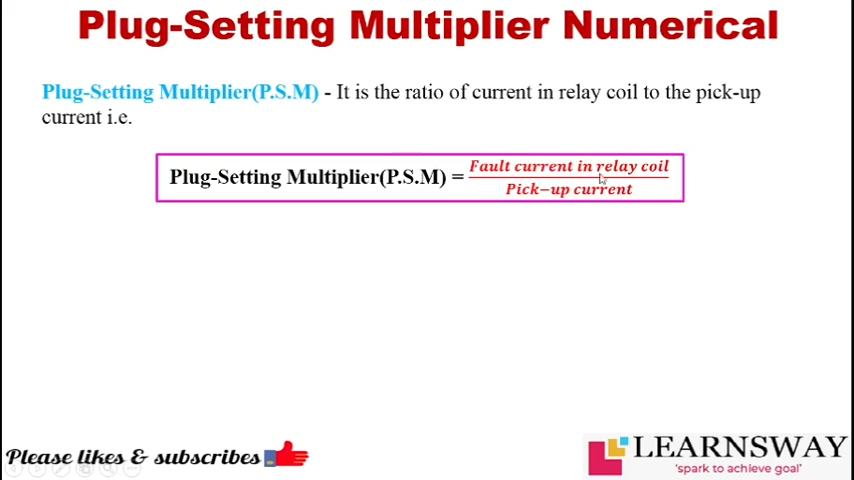 Plug-Setting Multiplier Numerical
Plug-Setting Multiplier(P.S.M) - It is the ratio of current in relay coil to the pick-up
current i.e.
Plug-Setting Multiplier(P.S.M) = Fault current in relay coil
Pick-up current
Please likes & subscribes
LEARNSWAY
'spark to achieve goal'